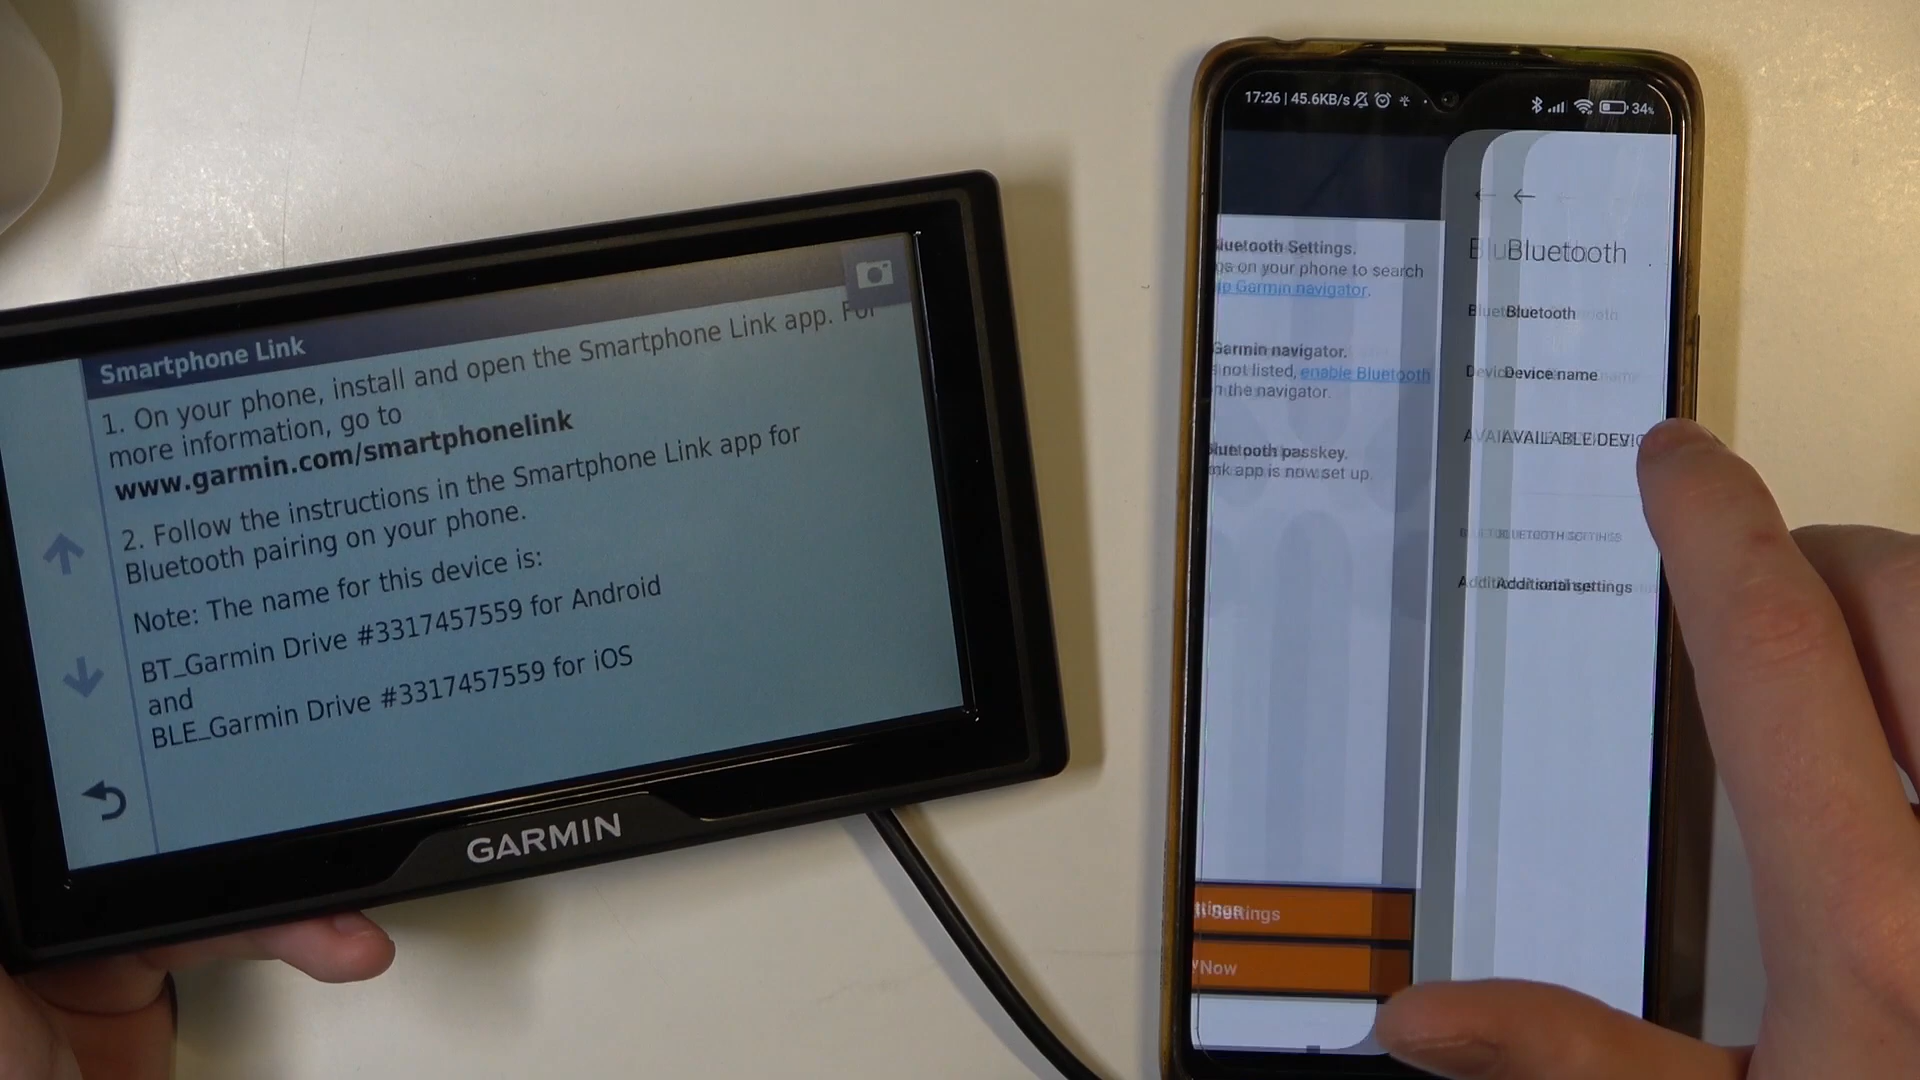 Smartphone Link
1. On your phone, install and open the Smartphone Link app. For
more information, go to
www.garmin.com/smartphonelink
2. Follow the instructions in the Smartphone Link app for
Bluetooth pairing on your phone.
Note: The name for this device is:
BT_Garmin Drive #3317457559 for Android
and
BLE_Garmin Drive #3317457559 for iOS
GARMIN
17:26 | 45.6KB/s
34%
luetooth Settings.
gs on your phone to search
Garmin navigator.
Garmin navigator.
not listed, enable Bluetooth
n the navigator.
passkey.
app is now set up.
Settings
Now
Bluetooth
Bluetooth
Device name
AVAILABLE DEVIC
BLUETOOTH SETTINGS
Additional settings